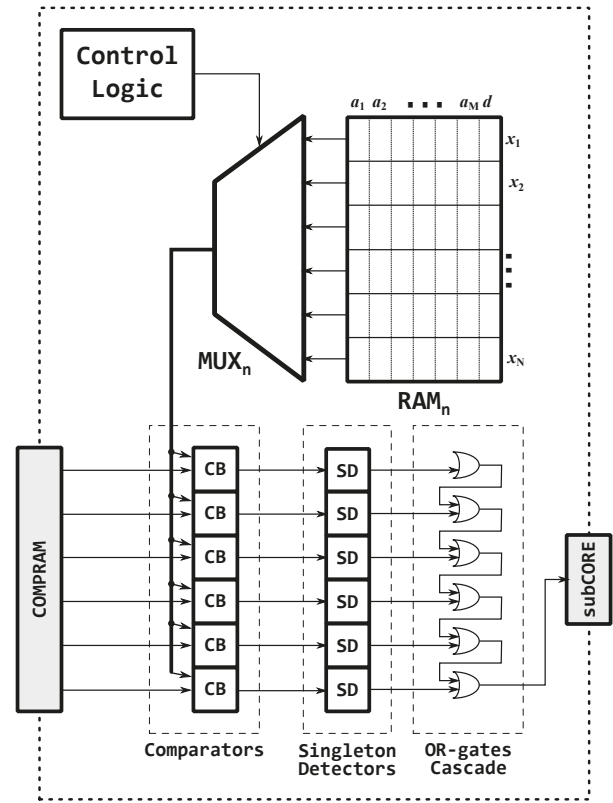 Control
Logic
a1 a2 ... aM d
x1
x2
xN
MUXn
RAMn
COMPRAM
CB
SD
CB
SD
CB
SD
CB
SD
CB
SD
CB
SD
subCORE
Comparators
Singleton
Detectors
OR-gates
Cascade